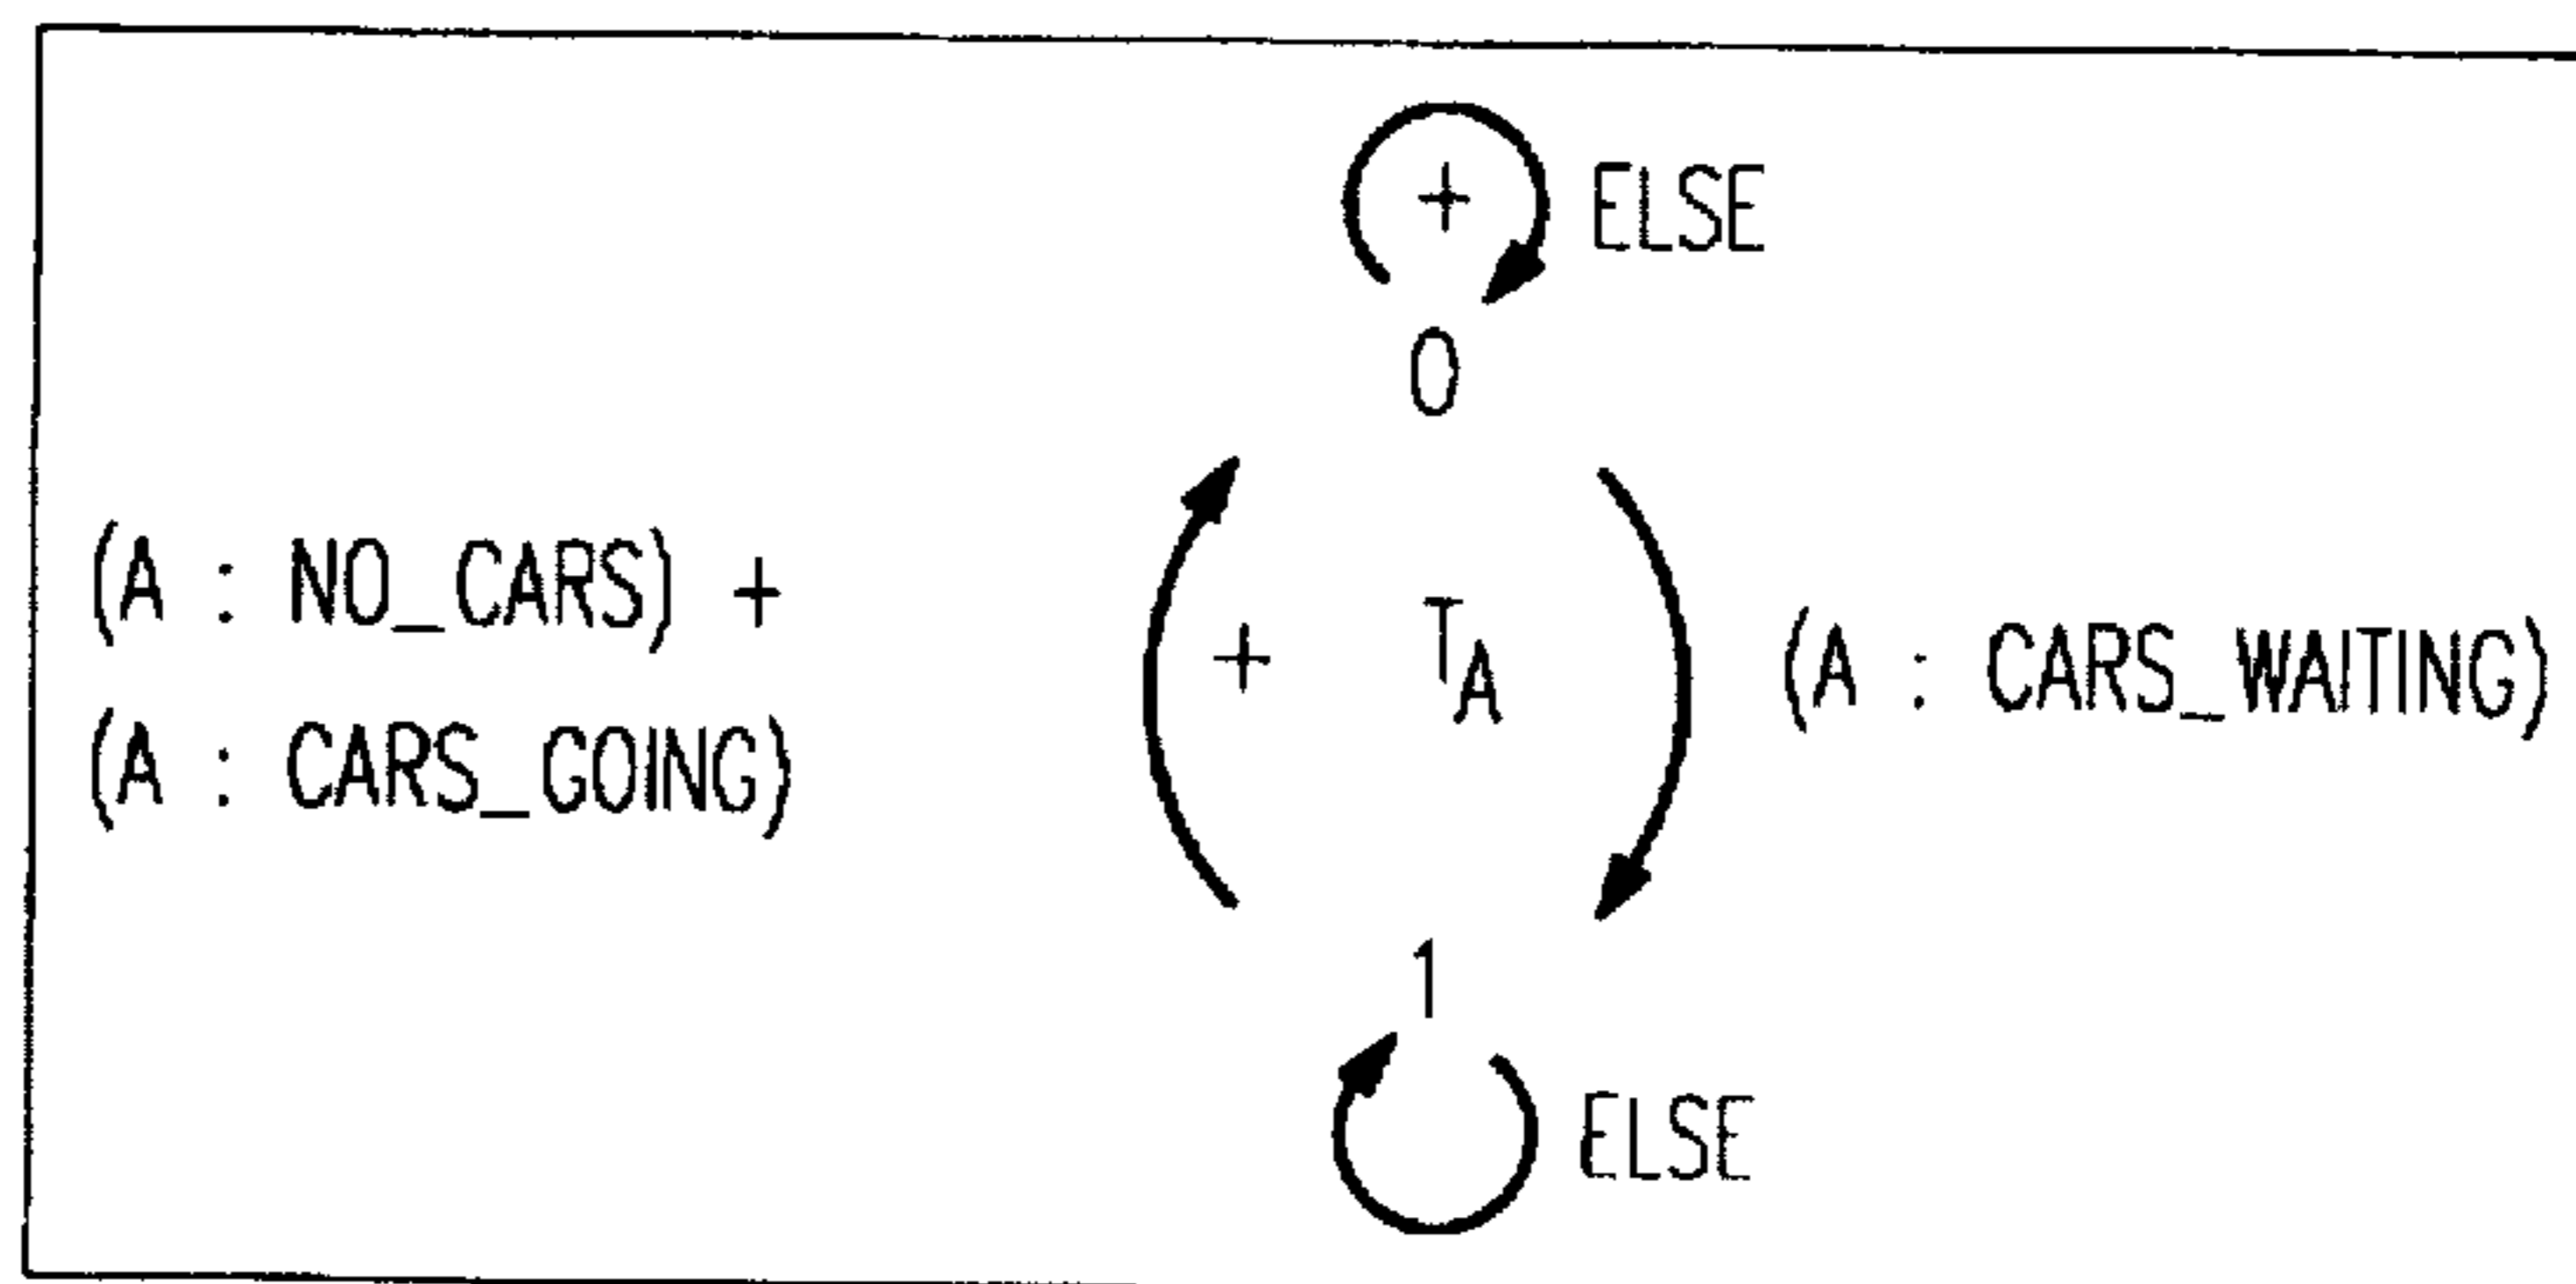 + ELSE
0
(A : NO_CARS) +
(A : CARS_GOING)
+
T_A
(A : CARS_WAITING)
1
ELSE